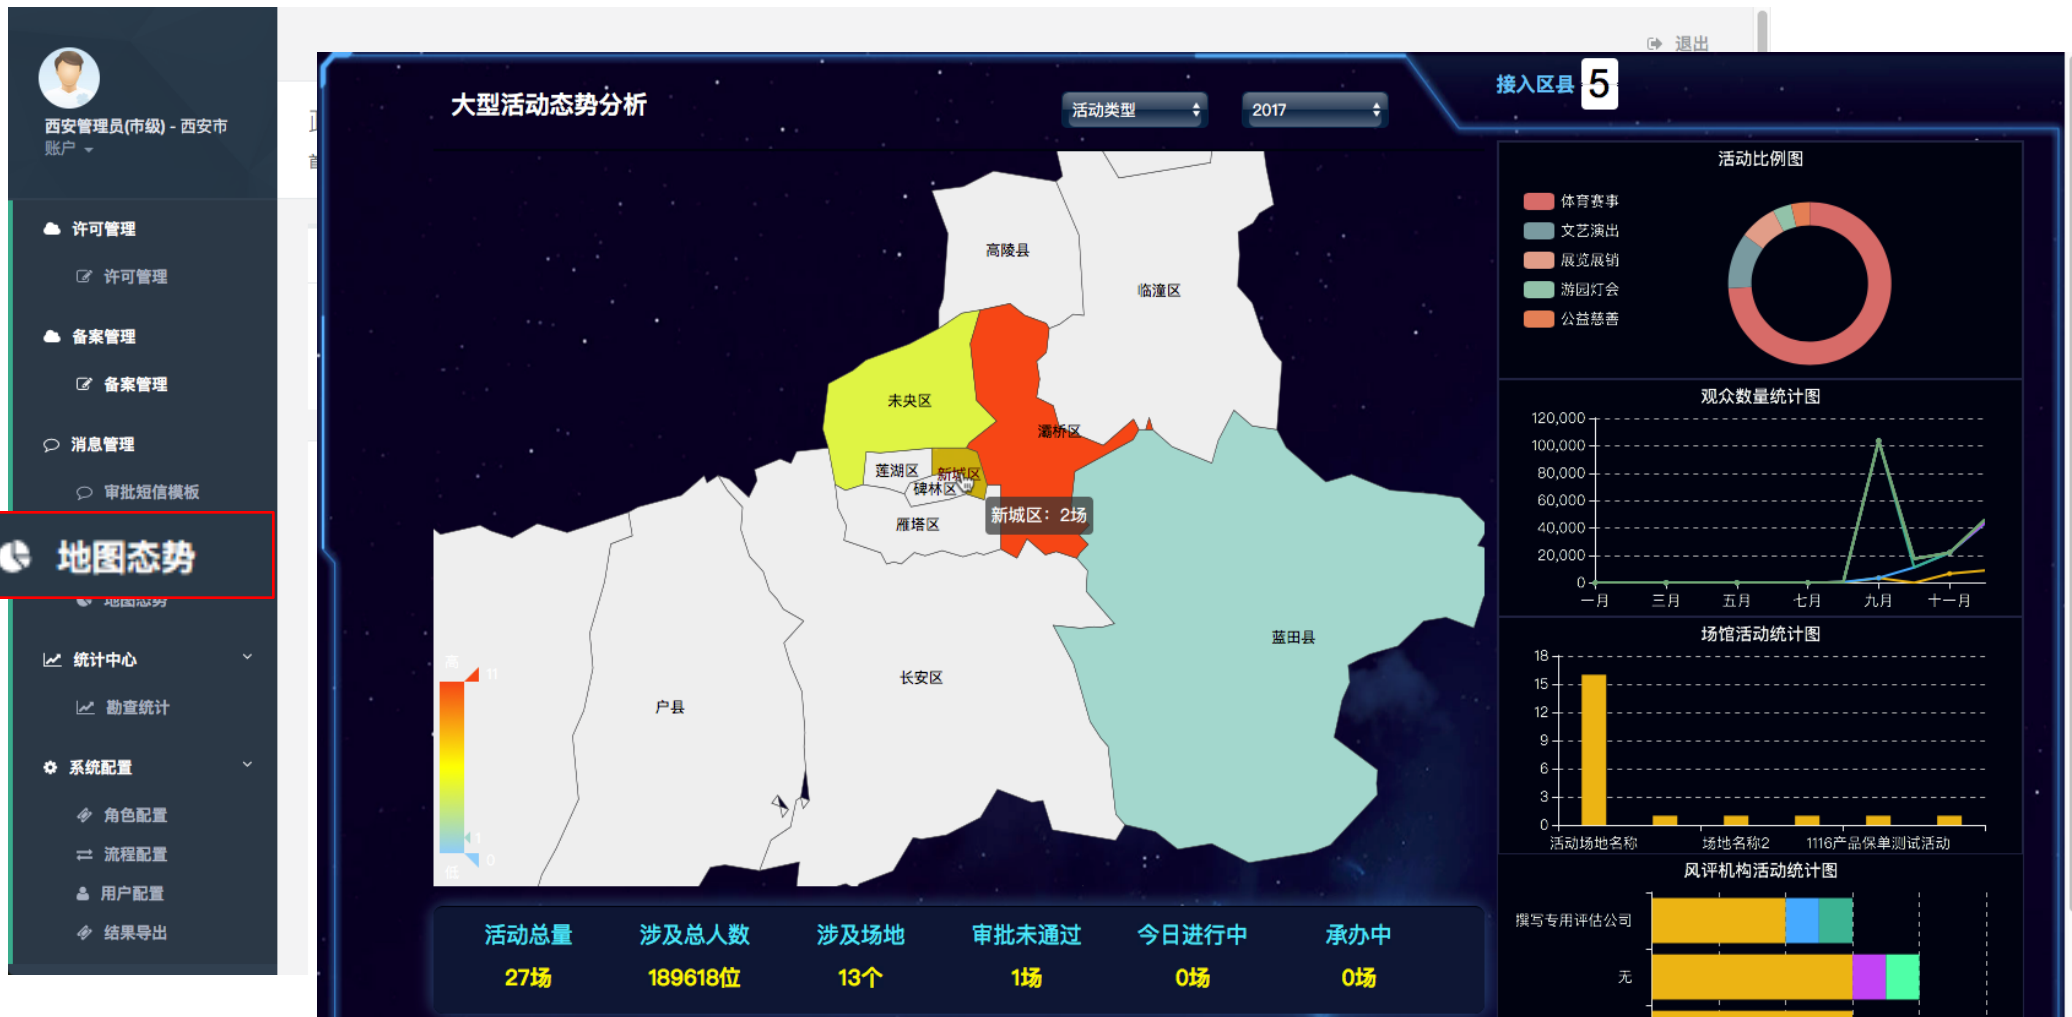 退出
西安管理员(市级) - 西安市
账户
许可管理
许可管理
备案管理
备案管理
消息管理
审批短信模板
地图态势
地图态势
统计中心
勘查统计
系统配置
角色配置
流程配置
用户配置
结果导出
大型活动态势分析
活动类型
2017
接入区县 5
高陵县
临潼区
未央区
灞桥区
莲湖区
新城区
碑林区
雁塔区
新城区：2场
蓝田县
长安区
户县
高
11
1
0
低
活动总量
涉及总人数
涉及场地
审批未通过
今日进行中
承办中
27场
189618位
13个
1场
0场
0场
活动比例图
体育赛事
文艺演出
展览展销
游园灯会
公益慈善
观众数量统计图
120,000
100,000
80,000
60,000
40,000
20,000
0
一月 三月 五月 七月 九月 十一月
场馆活动统计图
18
15
12
9
6
3
0
活动场地名称 场地名称2 1116产品保单测试活动
风评机构活动统计图
撰写专用评估公司
无